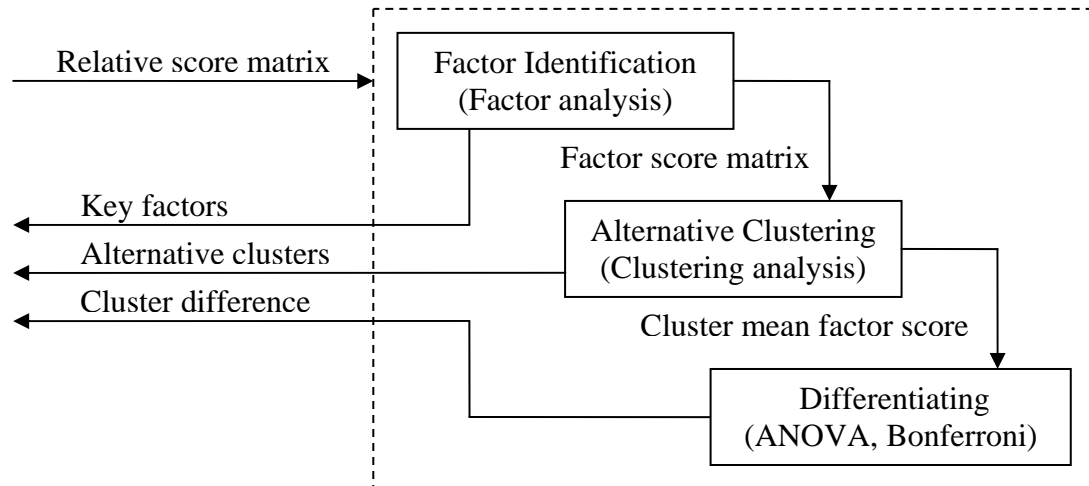 Relative score matrix
Factor Identification
(Factor analysis)
Factor score matrix
Key factors
Alternative Clustering
(Clustering analysis)
Alternative clusters
Cluster difference
Cluster mean factor score
Differentiating
(ANOVA, Bonferroni)